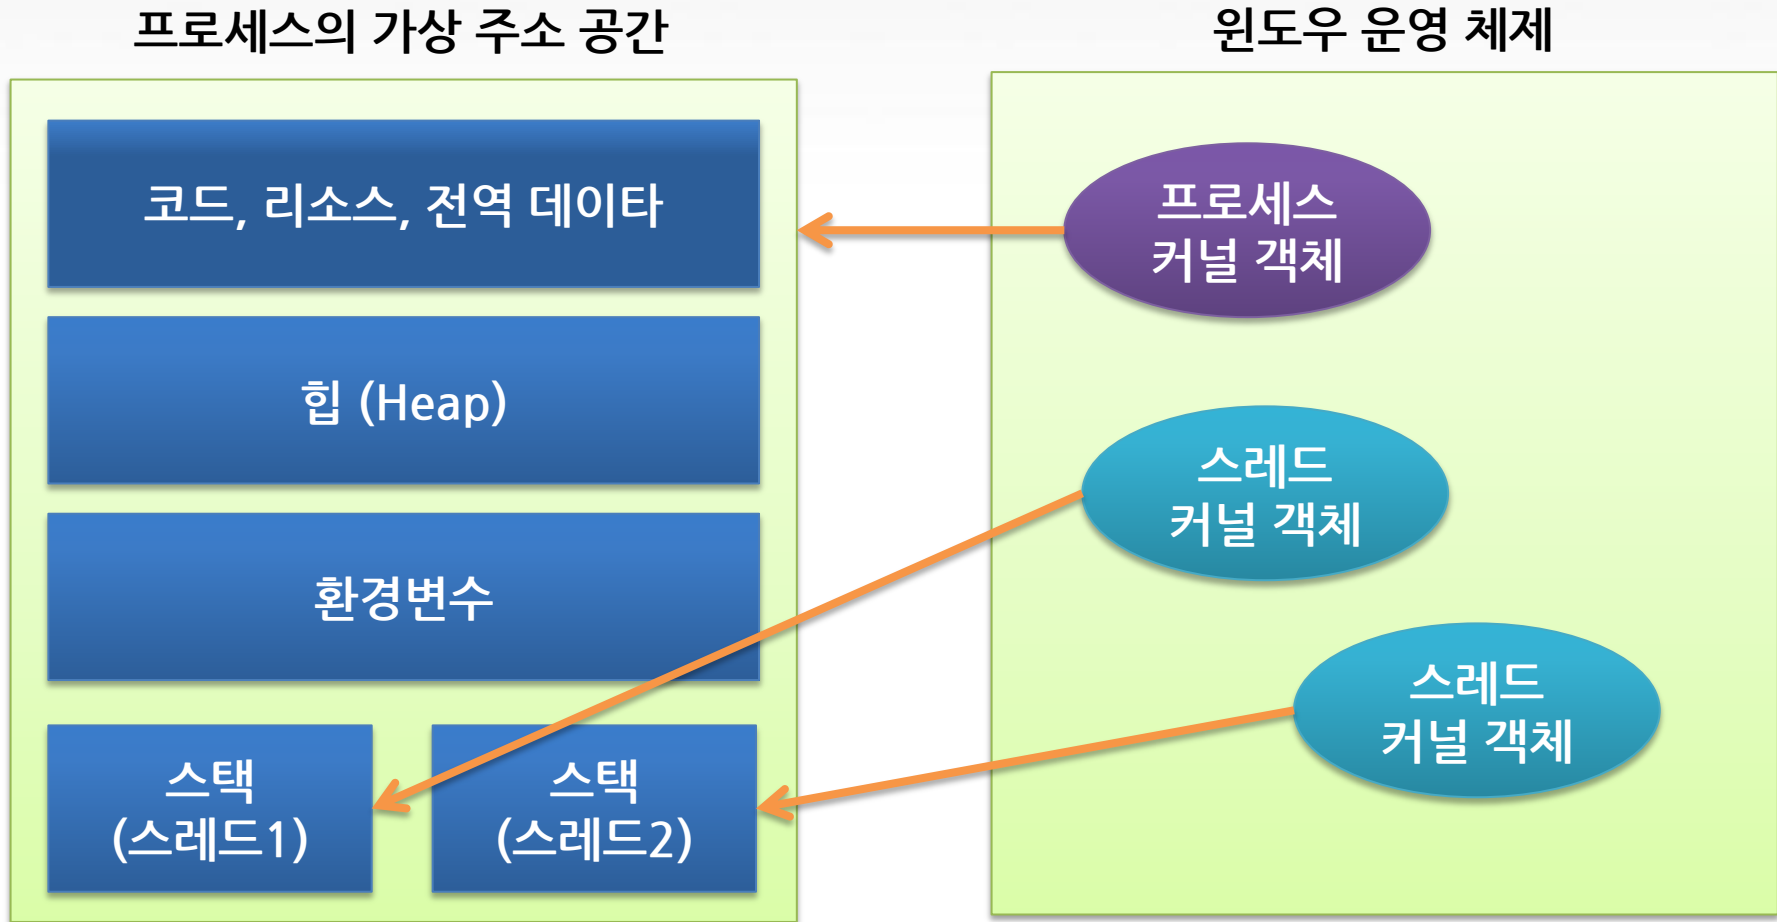 프로세스의 가상 주소 공간
윈도우 운영 체제
코드, 리소스, 전역 데이타
힙 (Heap)
환경변수
스택
(스레드1)
스택
(스레드2)
프로세스
커널 객체
스레드
커널 객체
스레드
커널 객체